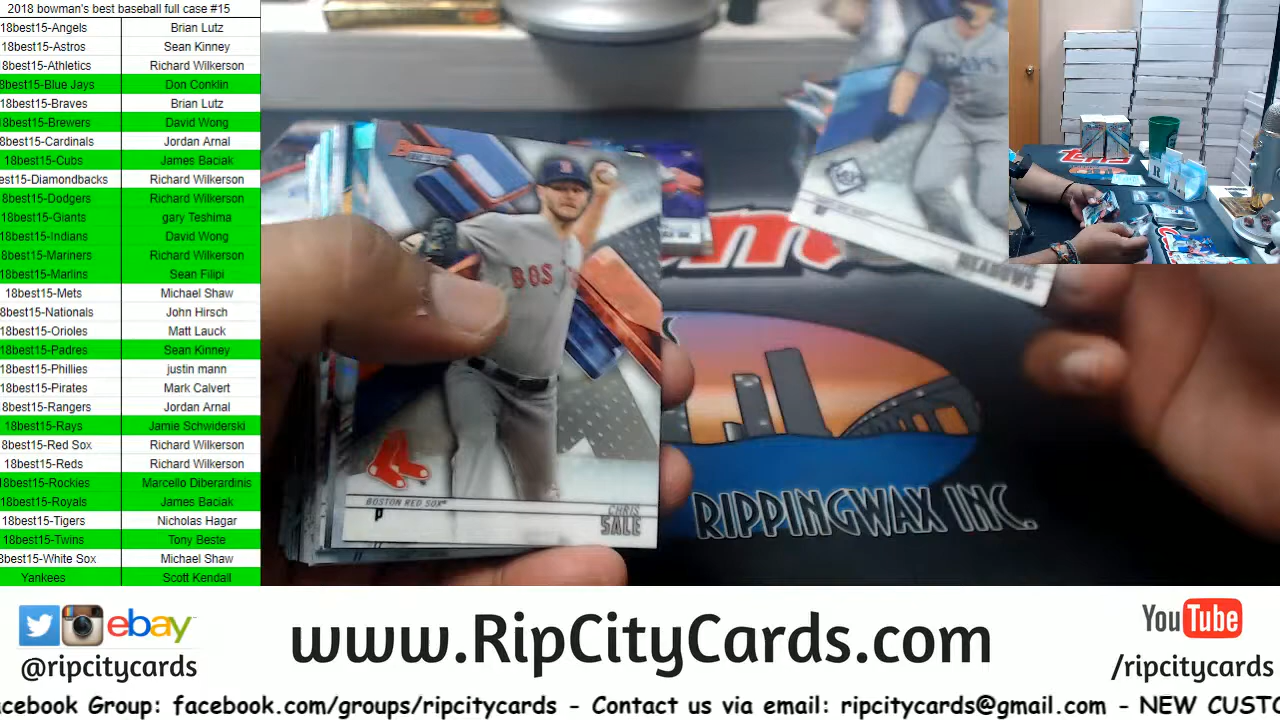 2018 bowman's best baseball full case #15
18best15-Angels Brian Lutz
18best15-Astros Sean Kinney
18best15-Athletics Richard Wilkerson
8best15-Blue Jays Don Conklin
18best15-Braves Brian Lutz
18best15-Brewers David Wong
8best15-Cardinals Jordan Arnal
18best15-Cubs James Baciak
est15-Diamondbacks Richard Wilkerson
18best15-Dodgers Richard Wilkerson
18best15-Giants gary Teshima
18best15-Indians David Wong
18best15-Mariners Richard Wilkerson
18best15-Marlins Sean Filipi
18best15-Mets Michael Shaw
8best15-Nationals John Hirsch
18best15-Orioles Matt Lauck
18best15-Padres Sean Kinney
18best15-Phillies justin mann
18best15-Pirates Mark Calvert
18best15-Rangers Jordan Arnal
18best15-Rays Jamie Schwiderski
8best15-Red Sox Richard Wilkerson
18best15-Reds Richard Wilkerson
18best15-Rockies Marcello Diberardinis
18best15-Royals James Baciak
18best15-Tigers Nicholas Hagar
18best15-Twins Tony Beste
8best15-White Sox Michael Shaw
Yankees Scott Kendall
MEADOWS
BOS
BOSTON RED SOX
P
CHRIS
SALE
RIPPINGWAX INC.
ebay
@ripcitycards
www.RipCityCards.com
YouTube
/ripcitycards
acebook Group: facebook.com/groups/ripcitycards - Contact us via email: ripcitycards@gmail.com - NEW CUSTO